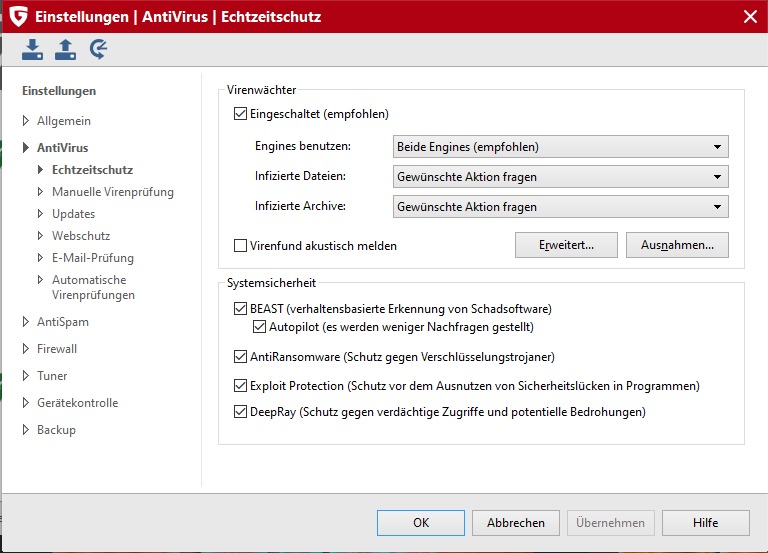 Einstellungen | AntiVirus | Echtzeitschutz
Einstellungen
Allgemein
AntiVirus
Echtzeitschutz
Manuelle Virenprüfung
Updates
Webschutz
E-Mail-Prüfung
Automatische
Virenprüfungen
AntiSpam
Firewall
Tuner
Gerätekontrolle
Backup
Virenwächter
Eingeschaltet (empfohlen)
Engines benutzen: Beide Engines (empfohlen)
Infizierte Dateien: Gewünschte Aktion fragen
Infizierte Archive: Gewünschte Aktion fragen
Virenfund akustisch melden Erweitert... Ausnahmen...
Systemsicherheit
BEAST (verhaltensbasierte Erkennung von Schadsoftware)
Autopilot (es werden weniger Nachfragen gestellt)
AntiRansomware (Schutz gegen Verschlüsselungstrojaner)
Exploit Protection (Schutz vor dem Ausnutzen von Sicherheitslücken in Programmen)
DeepRay (Schutz gegen verdächtige Zugriffe und potentielle Bedrohungen)
OK Abbrechen Übernehmen Hilfe